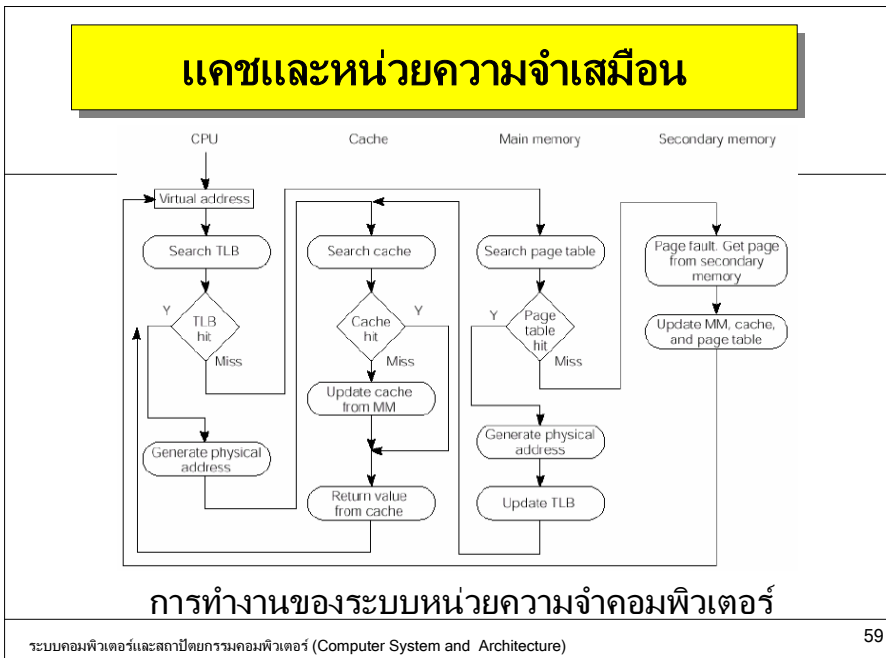 แคชและหน่วยความจำเสมือน
CPU
Cache
Main memory
Secondary memory
Virtual address
Search TLB
Search cache
Search page table
Page fault. Get page
from secondary
memory
Y
TLB
hit
Miss
Cache
hit
Y
Miss
Y
Page
table
hit
Miss
Update MM, cache,
and page table
Update cache
from MM
Generate physical
address
Generate physical
address
Return value
from cache
Update TLB
การทำงานของระบบหน่วยความจำคอมพิวเตอร์
ระบบคอมพิวเตอร์และสถาปัตยกรรมคอมพิวเตอร์ (Computer System and Architecture)
59